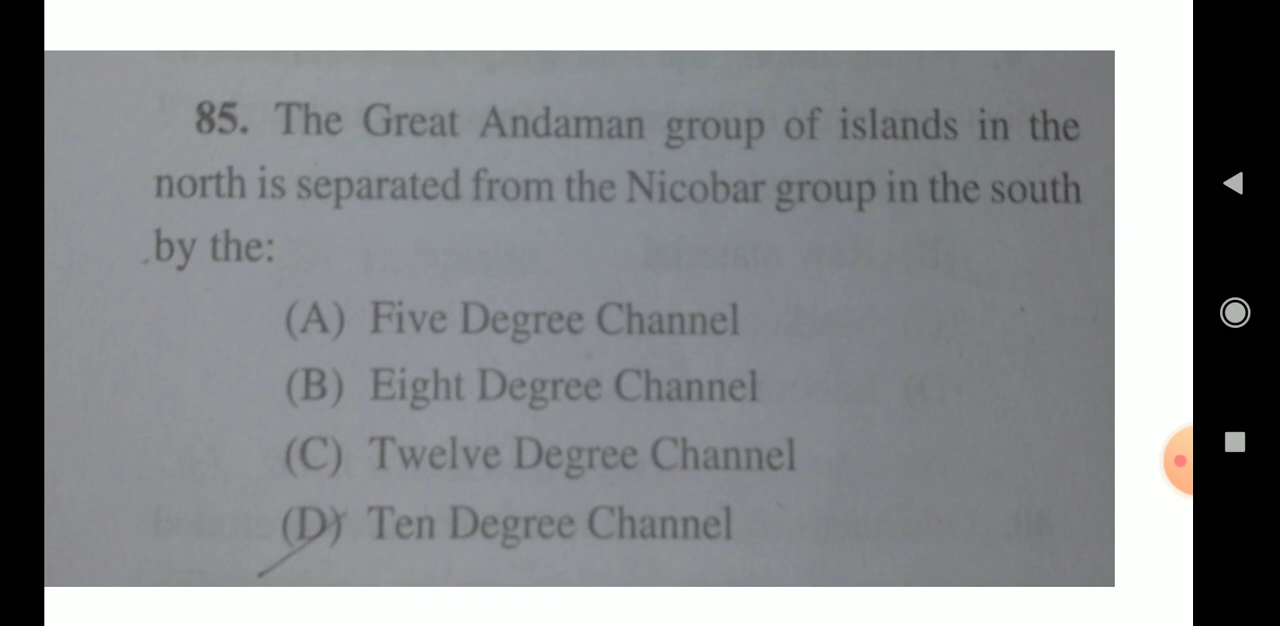 85. The Great Andaman group of islands in the
north is separated from the Nicobar group in the south
by the:
(A) Five Degree Channel
(B) Eight Degree Channel
(C) Twelve Degree Channel
(D) Ten Degree Channel